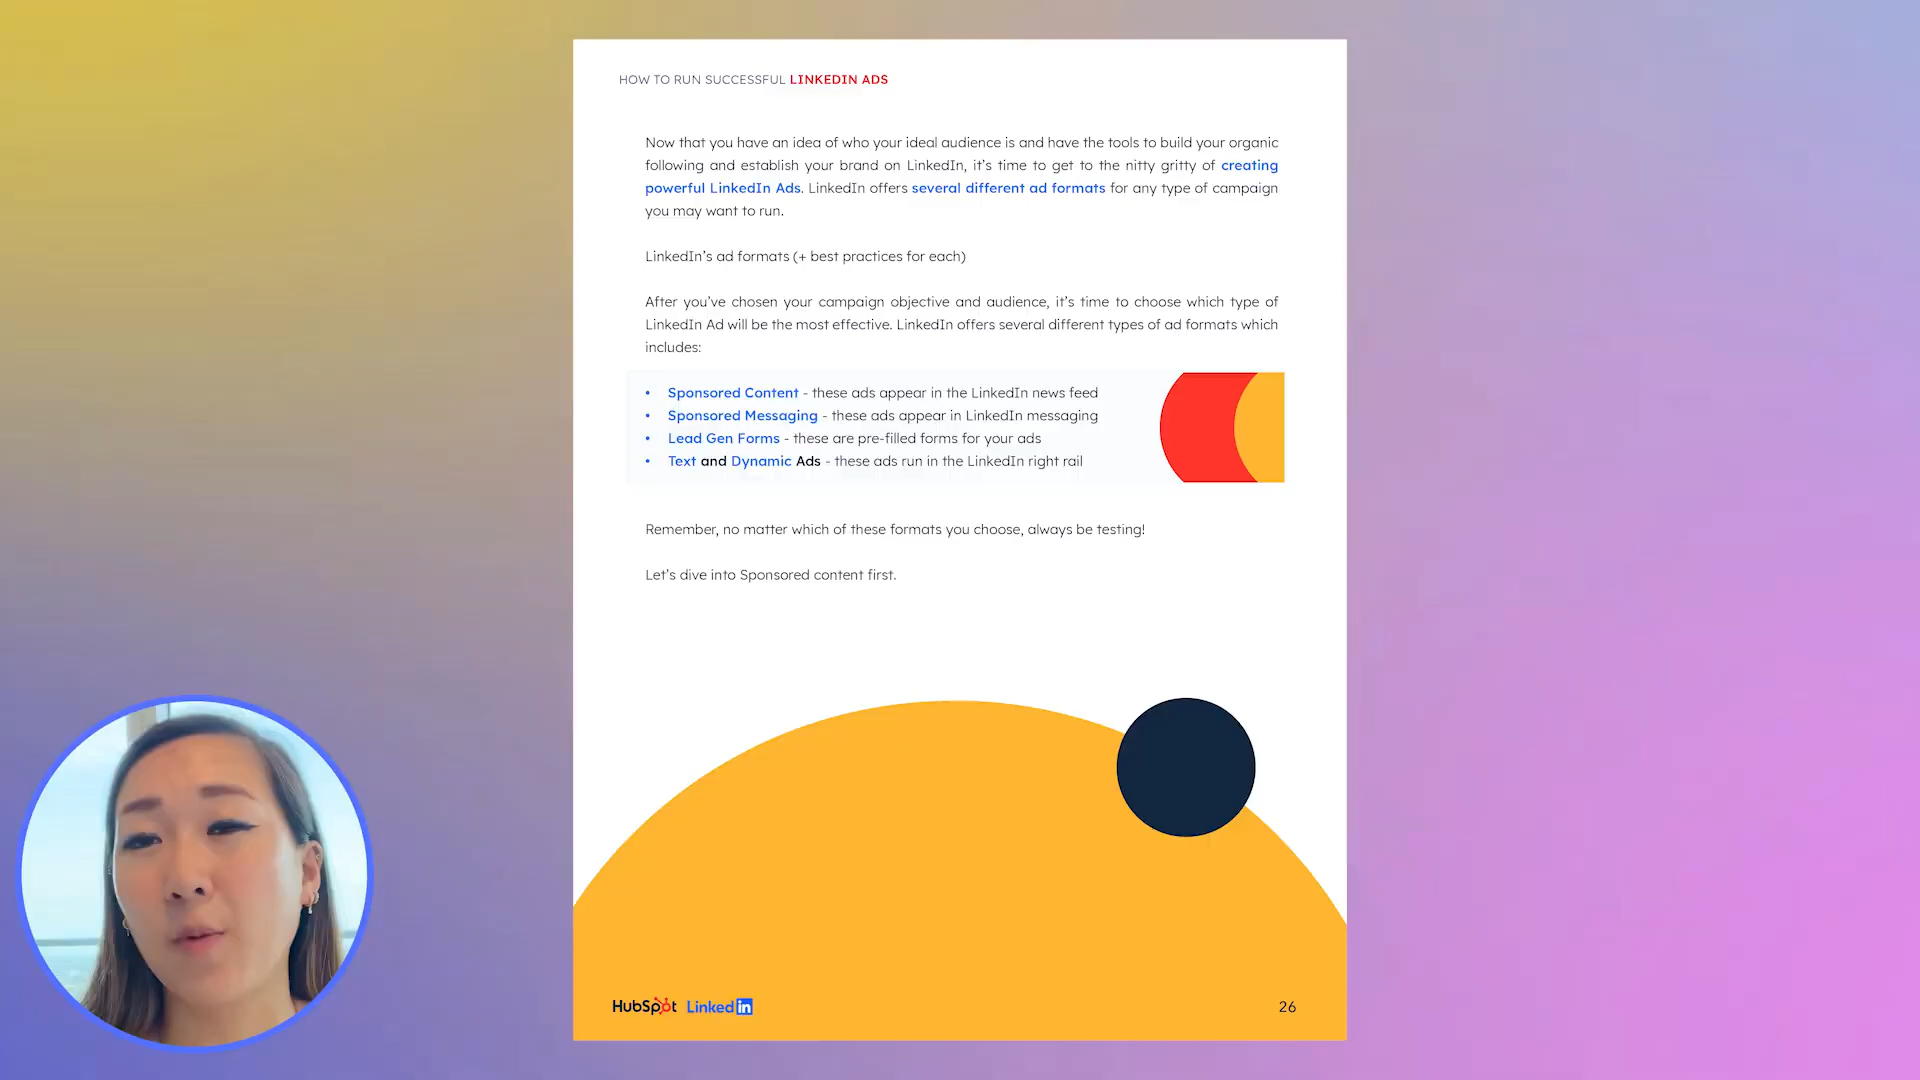 HOW TO RUN SUCCESSFUL LINKEDIN ADS
Now that you have an idea of who your ideal audience is and have the tools to build your organic
following and establish your brand on LinkedIn, it’s time to get to the nitty gritty of creating
powerful LinkedIn Ads. LinkedIn offers several different ad formats for any type of campaign
you may want to run.
LinkedIn’s ad formats (+ best practices for each)
After you’ve chosen your campaign objective and audience, it’s time to choose which type of
LinkedIn Ad will be the most effective. LinkedIn offers several different types of ad formats which
includes:
• Sponsored Content - these ads appear in the LinkedIn news feed
• Sponsored Messaging - these ads appear in LinkedIn messaging
• Lead Gen Forms - these are pre-filled forms for your ads
• Text and Dynamic Ads - these ads run in the LinkedIn right rail
Remember, no matter which of these formats you choose, always be testing!
Let’s dive into Sponsored content first.
HubSpot LinkedIn 26